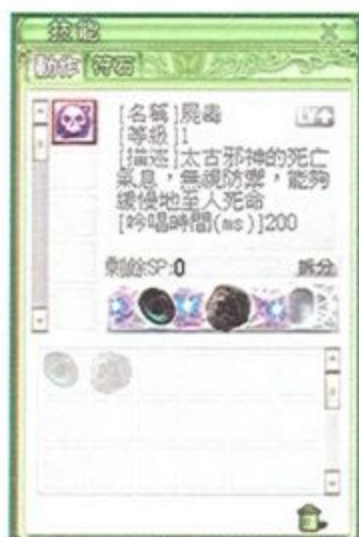 技能
動作 符石
[名稱]屍毒
[等級]1
[描述]太古邪神的死亡
氣息，無視防禦，能夠
緩慢地至人死命
[吟唱時間(ms)]200
剩餘SP:0 拆分